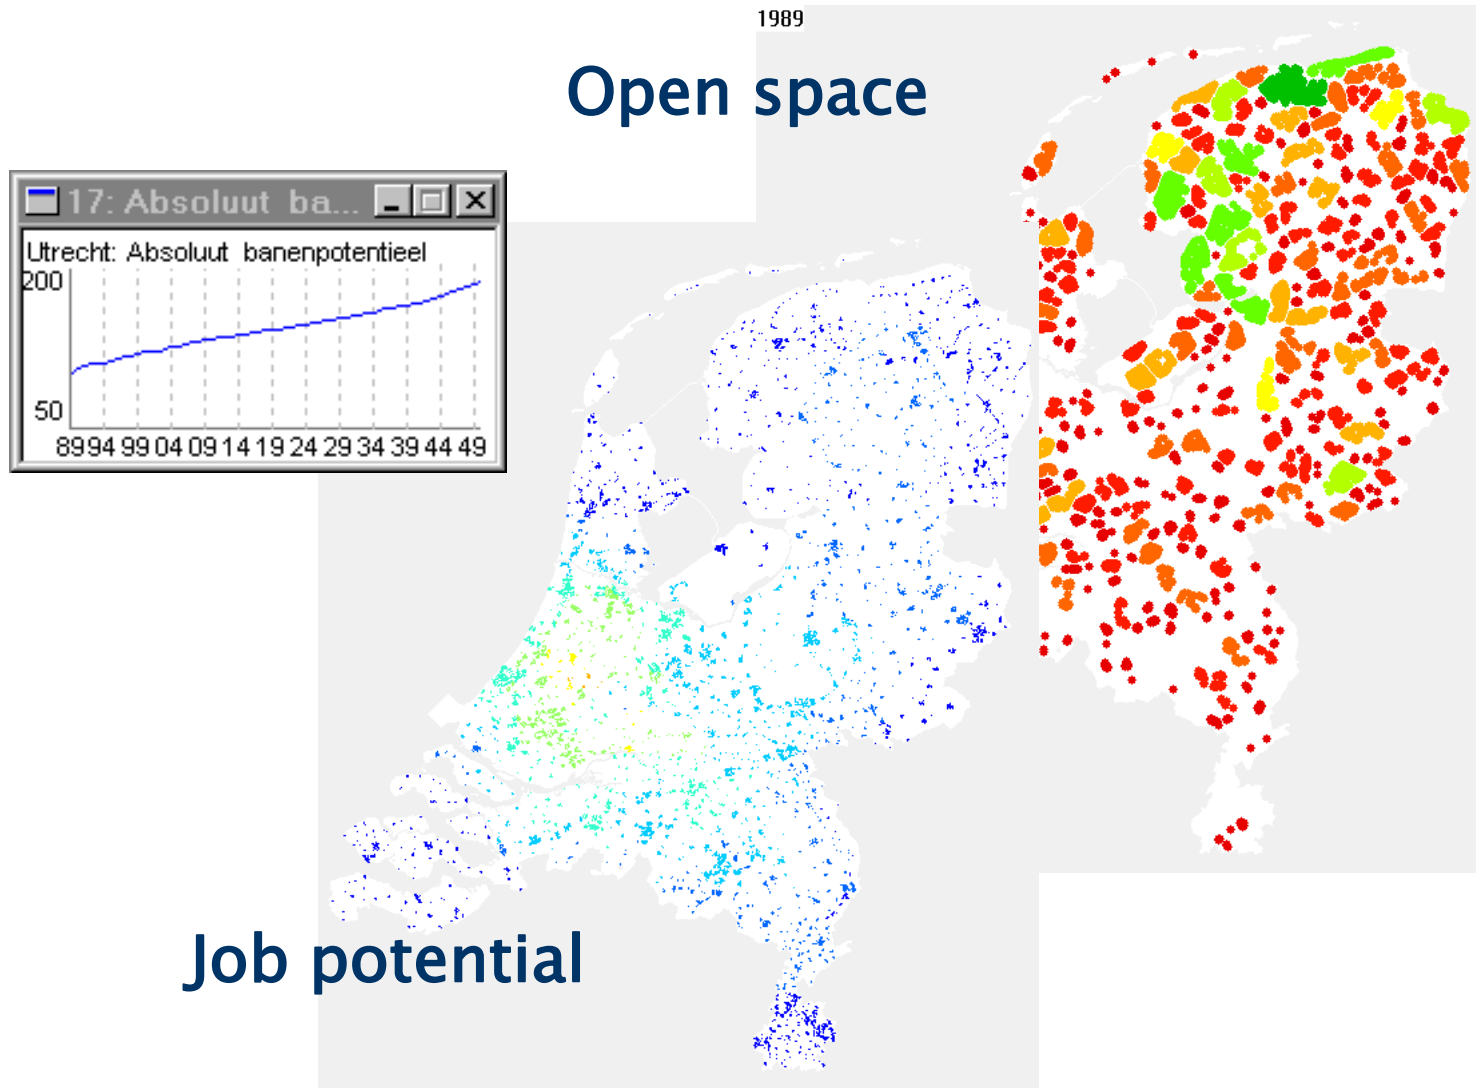 1989
Open space
17: Absoluut ba...
Utrecht: Absoluut banenpotentieel
200
50
89 94 99 04 09 14 19 24 29 34 39 44 49
Job potential